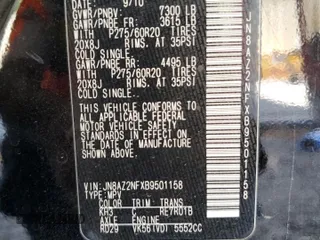 9/10
GVWR/PNBV: 7300 LB
GAWR/PNBE FR: 3615 LB
WITH P275/60R20 TIRES
20X8J RIMS, AT 35PSI
COLD SINGLE
GAWR/PNBE RR: 4495 LB
WITH P275/60R20 TIRES
20X8J RIMS, AT 35PSI
COLD SINGLE
THIS VEHICLE CONFORMS TO
ALL APPLICABLE FEDERAL
MOTOR VEHICLE SAFETY
STANDARDS IN EFFECT ON
THE DATE OF MANUFACTURE
SHOWN ABOVE.
VIN: JN8AZ2NFXB9501158
TYPE: MPV
COLOR TRIM TRANS
KH3 C RE7R01B
AXLE ENGINE
RD29 VK56(VD) 5552CC
JN8AZ2NFXB9501158